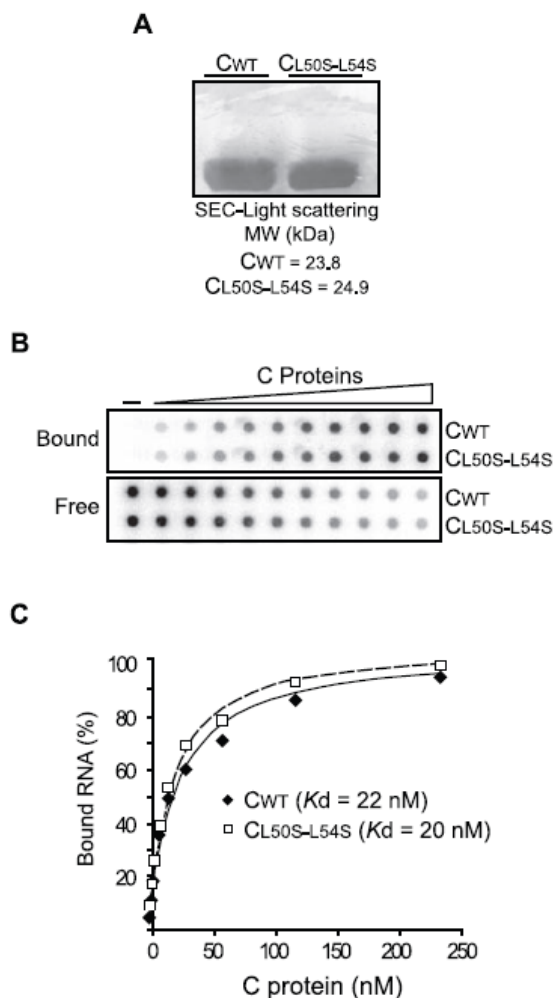 A
CWT CL50S-L54S
SEC-Light scattering
MW (kDa)
CWT = 23.8
CL50S-L54S = 24.9
B
C Proteins
–
Bound
CWT
CL50S-L54S
Free
CWT
CL50S-L54S
C
Bound RNA (%)
100
80
60
40
20
CWT (Kd = 22 nM)
CL50S-L54S (Kd = 20 nM)
0 50 100 150 200 250
C protein (nM)